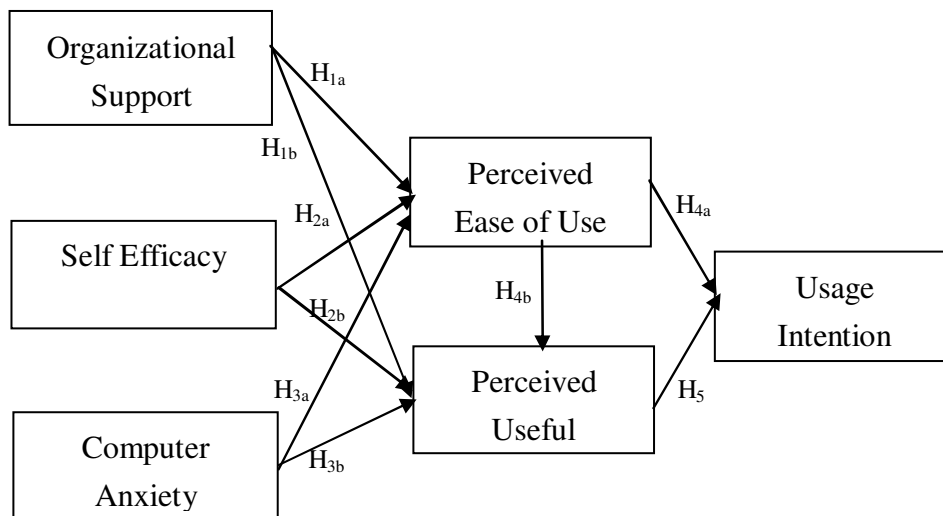 Organizational
Support
H1a
H1b
Perceived
Ease of Use
H2a
H4a
Self Efficacy
H4b
Usage
Intention
H2b
Perceived
Useful
H3a
H5
Computer
Anxiety
H3b